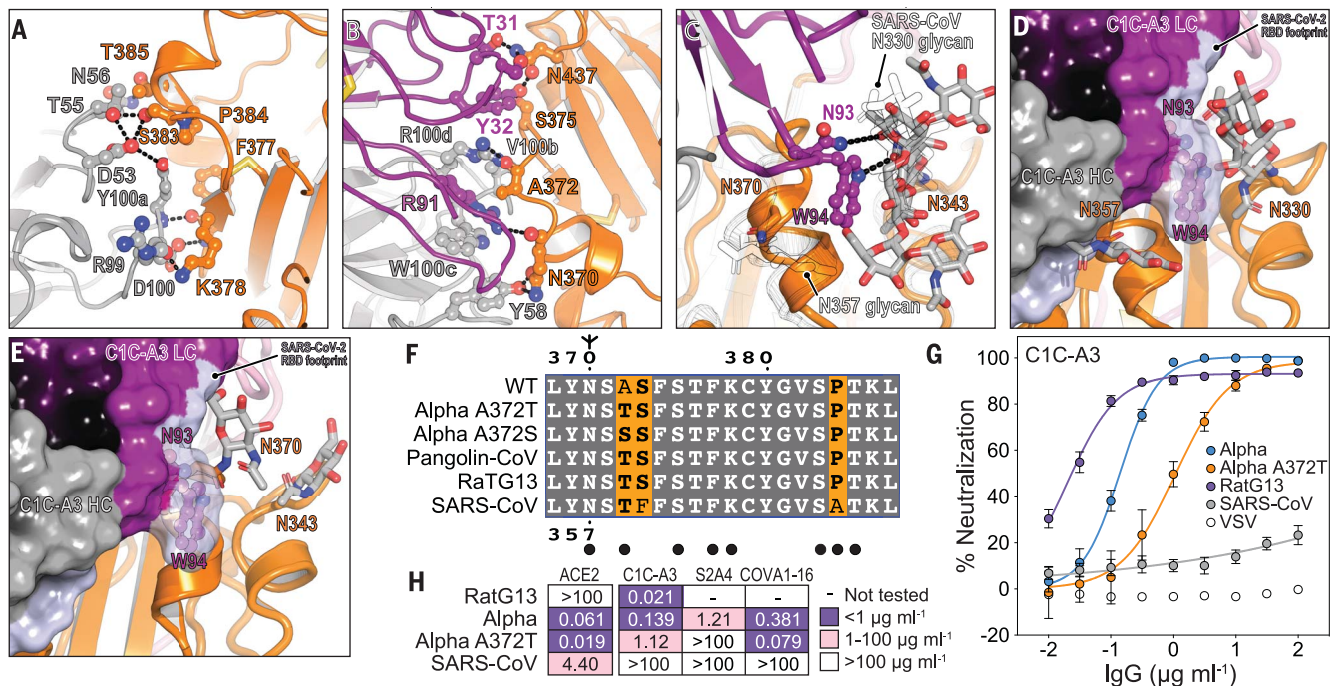 A
T385
N56
T55
P384
S383
F377
D53
Y100a
R99
D100
K378
B
T31
N437
Y32
S375
R100d
V100b
A372
R91
W100c
N370
Y58
C
SARS-CoV
N330 glycan
N93
N370
N343
W94
N357 glycan
D
C1C-A3 LC
SARS-CoV-2
RBD footprint
N93
C1C-A3 HC
N357
N330
W94
E
C1C-A3 LC
SARS-CoV-2
RBD footprint
N93
N370
C1C-A3 HC
N343
W94
F
370 380
WT LYNSASFSTFKCYGVSPTKL
Alpha A372T LYNSTSFSTFKCYGVSPTKL
Alpha A372S LYNSSSFSTFKCYGVSPTKL
Pangolin-CoV LYNSTSFSTFKCYGVSPTKL
RaTG13 LYNSTSFSTFKCYGVSPTKL
SARS-CoV LYNSTFFSTFKCYGVSATKL
357
G
C1C-A3
% Neutralization
100
80
60
40
20
0
-20
-2 -1 0 1 2
IgG (µg ml⁻¹)
Alpha
Alpha A372T
RatG13
SARS-CoV
VSV
H
ACE2 C1C-A3 S2A4 COVA1-16
RatG13 >100 0.021 - -
Alpha 0.061 0.139 1.21 0.381
Alpha A372T 0.019 1.12 >100 0.079
SARS-CoV 4.40 >100 >100 >100
- Not tested
<1 µg ml⁻¹
1-100 µg ml⁻¹
>100 µg ml⁻¹